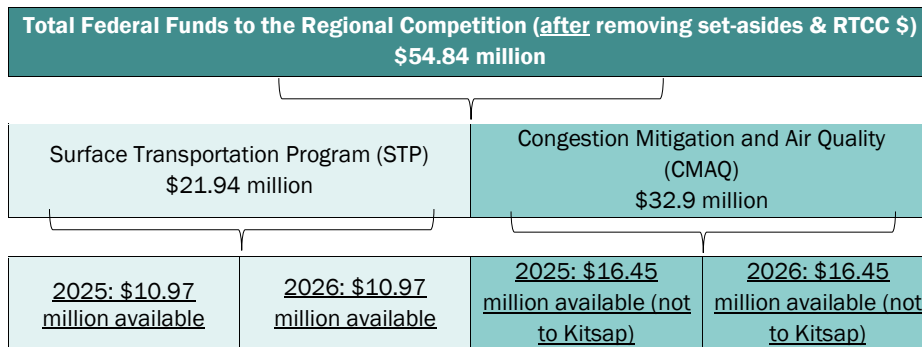 Total Federal Funds to the Regional Competition (after removing set-asides & RTCC $)
$54.84 million
Surface Transportation Program (STP)
$21.94 million
Congestion Mitigation and Air Quality
(CMAQ)
$32.9 million
2025: $10.97
million available
2026: $10.97
million available
2025: $16.45
million available (not
to Kitsap)
2026: $16.45
million available (not
to Kitsap)